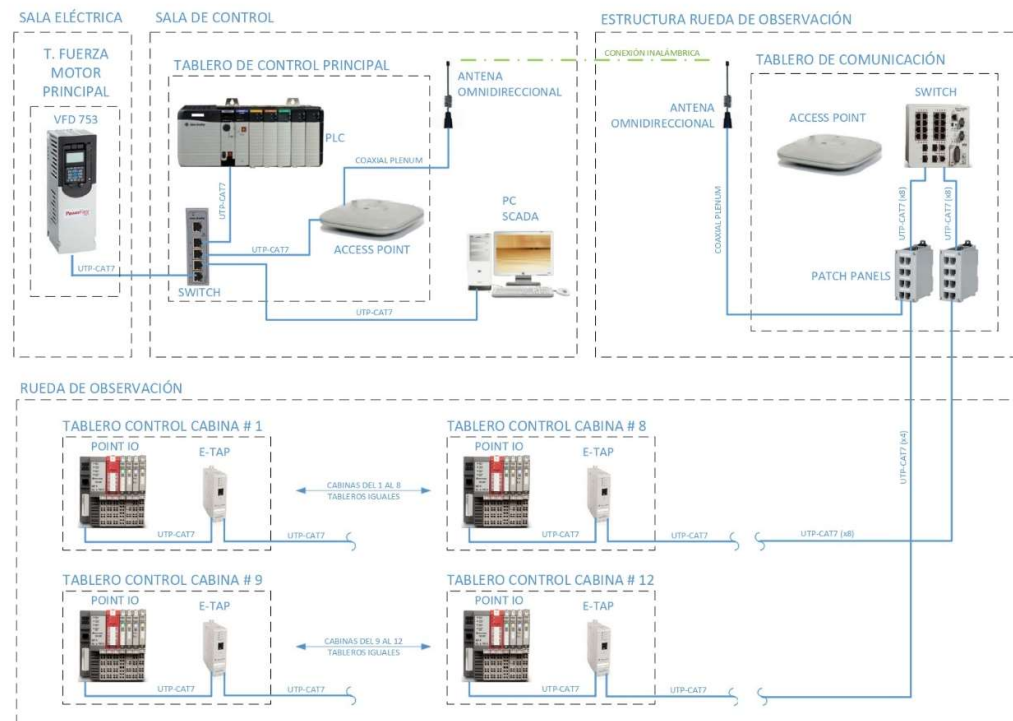 SALA ELÉCTRICA
T. FUERZA
MOTOR
PRINCIPAL
VFD 753
PowerFlex
UTP-CAT7
SALA DE CONTROL
TABLERO DE CONTROL PRINCIPAL
PLC
UTP-CAT7
COAXIAL PLENUM
ANTENA
OMNIDIRECCIONAL
UTP-CAT7
ACCESS POINT
SWITCH
UTP-CAT7
PC
SCADA
CONEXIÓN INALÁMBRICA
ESTRUCTURA RUEDA DE OBSERVACIÓN
TABLERO DE COMUNICACIÓN
ANTENA
OMNIDIRECCIONAL
COAXIAL PLENUM
ACCESS POINT
SWITCH
UTP-CAT7 (x8)
UTP-CAT7 (x8)
PATCH PANELS
RUEDA DE OBSERVACIÓN
TABLERO CONTROL CABINA # 1
POINT IO
E-TAP
UTP-CAT7
UTP-CAT7
CABINAS DEL 1 AL 8
TABLEROS IGUALES
TABLERO CONTROL CABINA # 8
POINT IO
E-TAP
UTP-CAT7
UTP-CAT7
UTP-CAT7 (x8)
UTP-CAT7 (x4)
TABLERO CONTROL CABINA # 9
POINT IO
E-TAP
UTP-CAT7
UTP-CAT7
CABINAS DEL 9 AL 12
TABLEROS IGUALES
TABLERO CONTROL CABINA # 12
POINT IO
E-TAP
UTP-CAT7
UTP-CAT7